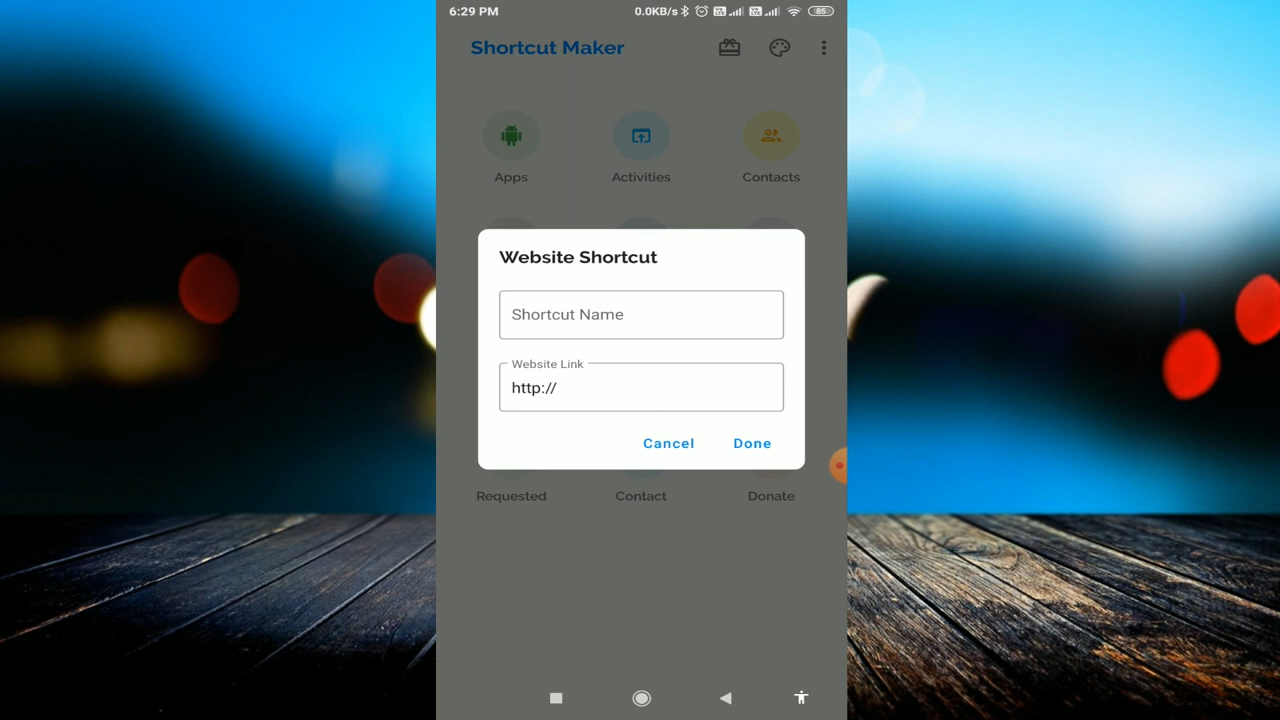 6:29 PM 0.0KB/s 85
Shortcut Maker
Apps Activities Contacts
Website Shortcut
Shortcut Name
Website Link
http://
Cancel Done
Requested Contact Donate